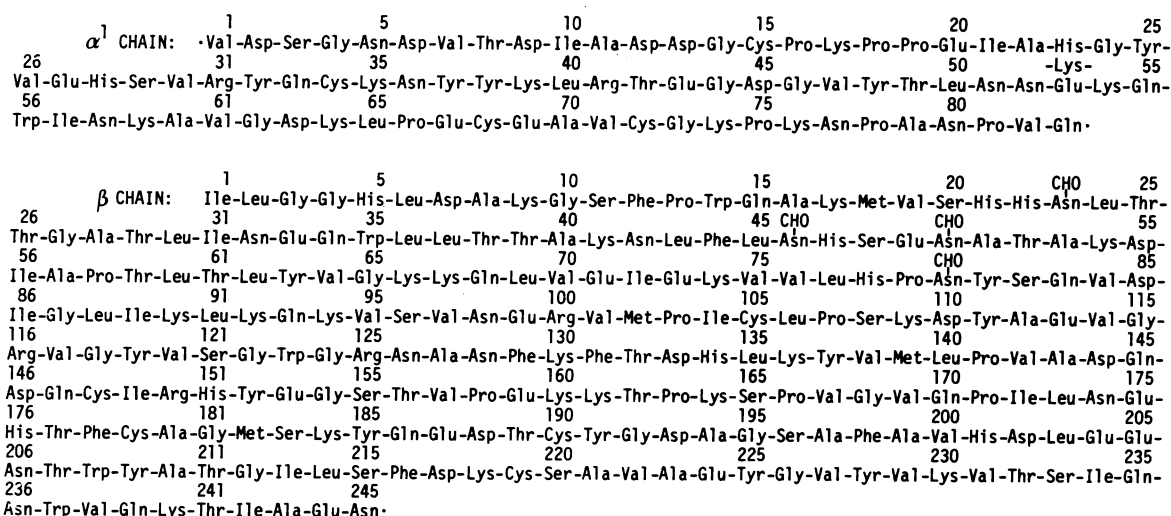 1 5 10 15 20 25
α¹ CHAIN: ·Val-Asp-Ser-Gly-Asn-Asp-Val-Thr-Asp-Ile-Ala-Asp-Asp-Gly-Cys-Pro-Lys-Pro-Pro-Glu-Ile-Ala-His-Gly-Tyr-
26 31 35 40 45 50 -Lys- 55
Val-Glu-His-Ser-Val-Arg-Tyr-Gln-Cys-Lys-Asn-Tyr-Tyr-Lys-Leu-Arg-Thr-Glu-Gly-Asp-Gly-Val-Tyr-Thr-Leu-Asn-Asn-Glu-Lys-Gln-
56 61 65 70 75 80
Trp-Ile-Asn-Lys-Ala-Val-Gly-Asp-Lys-Leu-Pro-Glu-Cys-Glu-Ala-Val-Cys-Gly-Lys-Pro-Lys-Asn-Pro-Ala-Asn-Pro-Val-Gln·
1 5 10 15 20 CHO 25
β CHAIN: Ile-Leu-Gly-Gly-His-Leu-Asp-Ala-Lys-Gly-Ser-Phe-Pro-Trp-Gln-Ala-Lys-Met-Val-Ser-His-His-Asn-Leu-Thr-
26 31 35 40 45 CHO CHO 55
Thr-Gly-Ala-Thr-Leu-Ile-Asn-Glu-Gln-Trp-Leu-Leu-Thr-Thr-Ala-Lys-Asn-Leu-Phe-Leu-Asn-His-Ser-Glu-Asn-Ala-Thr-Ala-Lys-Asp-
56 61 65 70 75 CHO 85
Ile-Ala-Pro-Thr-Leu-Thr-Leu-Tyr-Val-Gly-Lys-Lys-Gln-Leu-Val-Glu-Ile-Glu-Lys-Val-Val-Leu-His-Pro-Asn-Tyr-Ser-Gln-Val-Asp-
86 91 95 100 105 110 115
Ile-Gly-Leu-Ile-Lys-Leu-Lys-Gln-Lys-Val-Ser-Val-Asn-Glu-Arg-Val-Met-Pro-Ile-Cys-Leu-Pro-Ser-Lys-Asp-Tyr-Ala-Glu-Val-Gly-
116 121 125 130 135 140 145
Arg-Val-Gly-Tyr-Val-Ser-Gly-Trp-Gly-Arg-Asn-Ala-Asn-Phe-Lys-Phe-Thr-Asp-His-Leu-Lys-Tyr-Val-Met-Leu-Pro-Val-Ala-Asp-Gln-
146 151 155 160 165 170 175
Asp-Gln-Cys-Ile-Arg-His-Tyr-Glu-Gly-Ser-Thr-Val-Pro-Glu-Lys-Lys-Thr-Pro-Lys-Ser-Pro-Val-Gly-Val-Gln-Pro-Ile-Leu-Asn-Glu-
176 181 185 190 195 200 205
His-Thr-Phe-Cys-Ala-Gly-Met-Ser-Lys-Tyr-Gln-Glu-Asp-Thr-Cys-Tyr-Gly-Asp-Ala-Gly-Ser-Ala-Phe-Ala-Val-His-Asp-Leu-Glu-Glu-
206 211 215 220 225 230 235
Asn-Thr-Trp-Tyr-Ala-Thr-Gly-Ile-Leu-Ser-Phe-Asp-Lys-Cys-Ser-Ala-Val-Ala-Glu-Tyr-Gly-Val-Tyr-Val-Lys-Val-Thr-Ser-Ile-Gln-
236 241 245
Asn-Trp-Val-Gln-Lys-Thr-Ile-Ala-Glu-Asn·